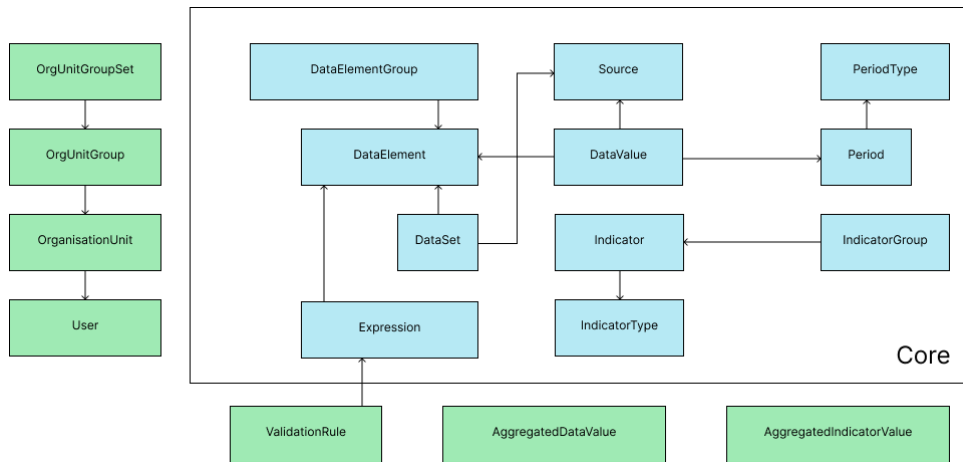 OrgUnitGroupSet
DataElementGroup
Source
PeriodType
OrgUnitGroup
DataElement
DataValue
Period
OrganisationUnit
DataSet
Indicator
IndicatorGroup
User
Expression
IndicatorType
Core
ValidationRule
AggregatedDataValue
AggregatedIndicatorValue